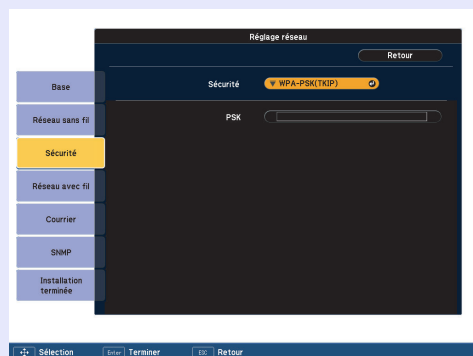 Réglage réseau
Retour
Base
Sécurité WPA-PSK(TKIP)
Réseau sans fil
PSK
Sécurité
Réseau avec fil
Courrier
SNMP
Installation
terminée
Sélection Enter Terminer ESC Retour